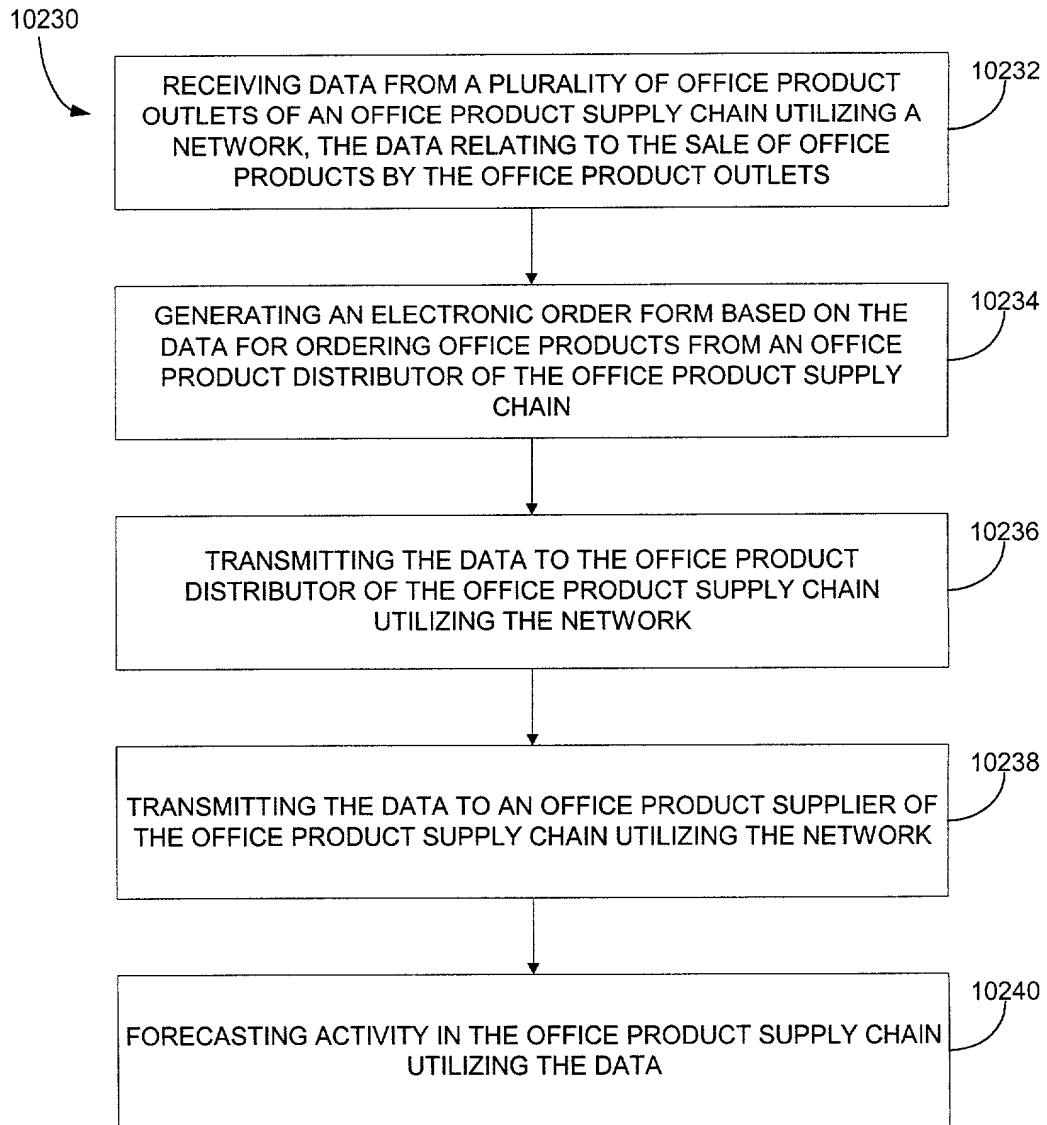 10230
RECEIVING DATA FROM A PLURALITY OF OFFICE PRODUCT
OUTLETS OF AN OFFICE PRODUCT SUPPLY CHAIN UTILIZING A
NETWORK, THE DATA RELATING TO THE SALE OF OFFICE
PRODUCTS BY THE OFFICE PRODUCT OUTLETS
10232
GENERATING AN ELECTRONIC ORDER FORM BASED ON THE
DATA FOR ORDERING OFFICE PRODUCTS FROM AN OFFICE
PRODUCT DISTRIBUTOR OF THE OFFICE PRODUCT SUPPLY
CHAIN
10234
TRANSMITTING THE DATA TO THE OFFICE PRODUCT
DISTRIBUTOR OF THE OFFICE PRODUCT SUPPLY CHAIN
UTILIZING THE NETWORK
10236
TRANSMITTING THE DATA TO AN OFFICE PRODUCT SUPPLIER OF
THE OFFICE PRODUCT SUPPLY CHAIN UTILIZING THE NETWORK
10238
FORECASTING ACTIVITY IN THE OFFICE PRODUCT SUPPLY CHAIN
UTILIZING THE DATA
10240